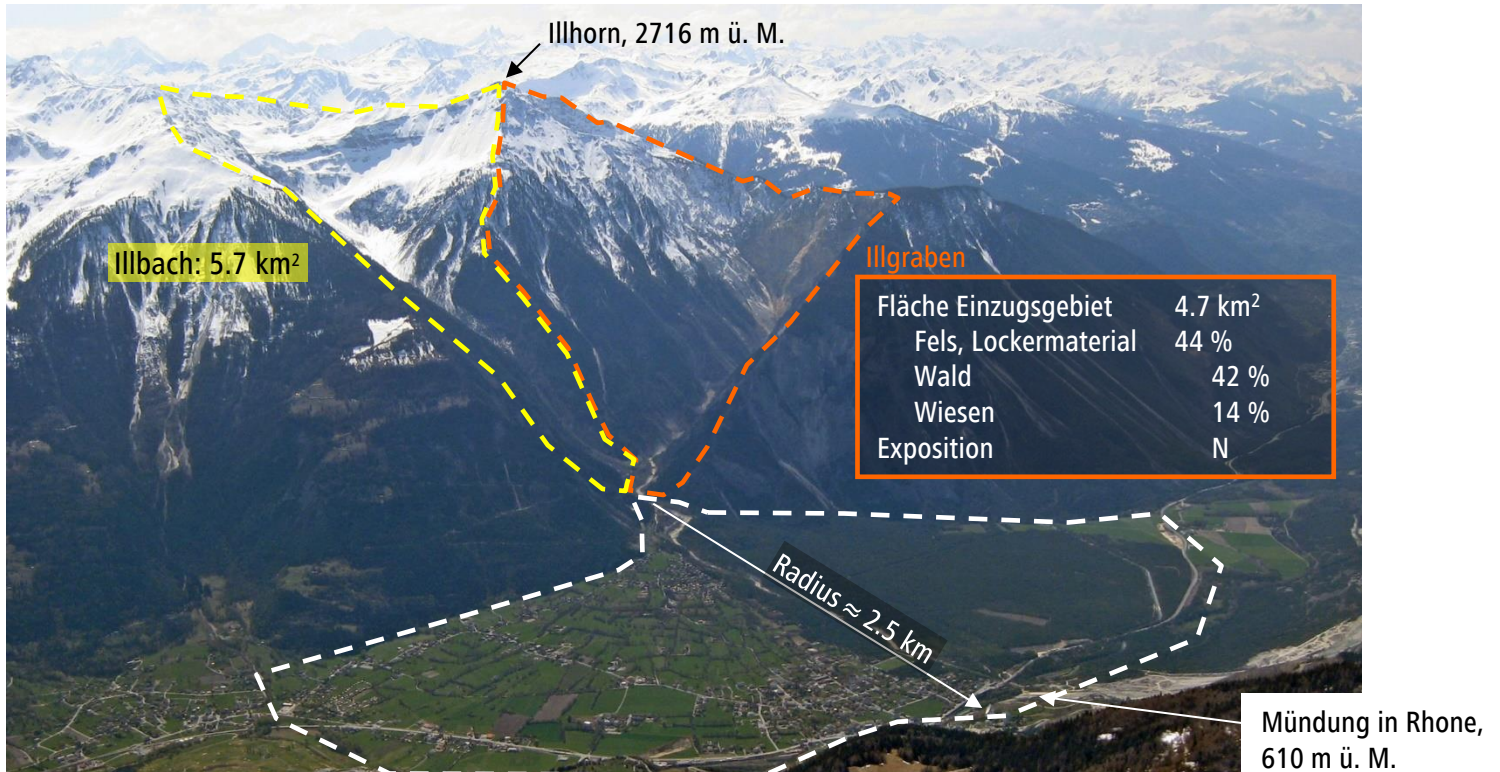 Illhorn, 2716 m ü. M.
Illbach: 5.7 km²
Illgraben
Fläche Einzugsgebiet 4.7 km²
Fels, Lockermaterial 44 %
Wald 42 %
Wiesen 14 %
Exposition N
Radius ≈ 2.5 km
Mündung in Rhone,
610 m ü. M.